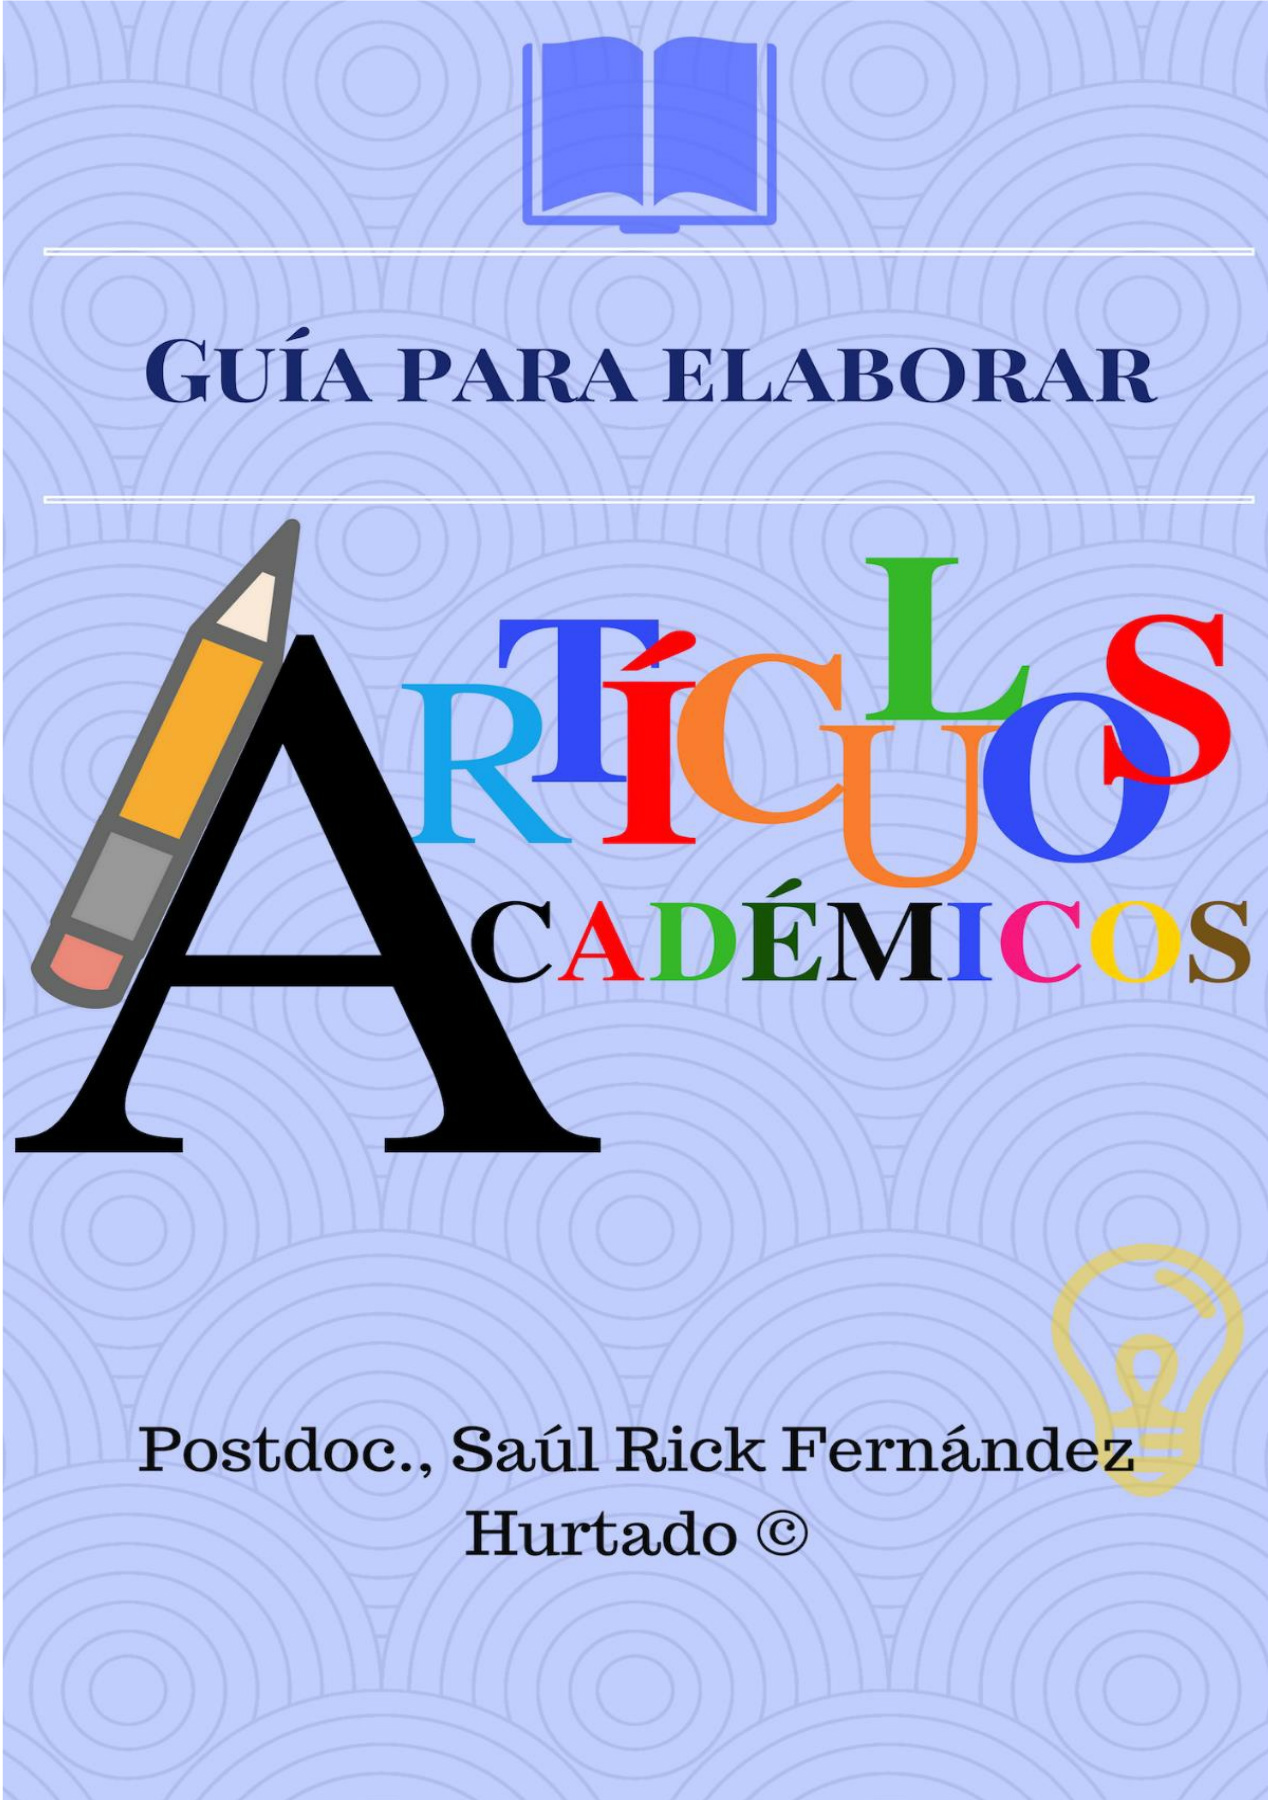 GUÍA PARA ELABORAR
ARTÍCULOS
ACADÉMICOS
Postdoc., Saúl Rick Fernández
Hurtado ©